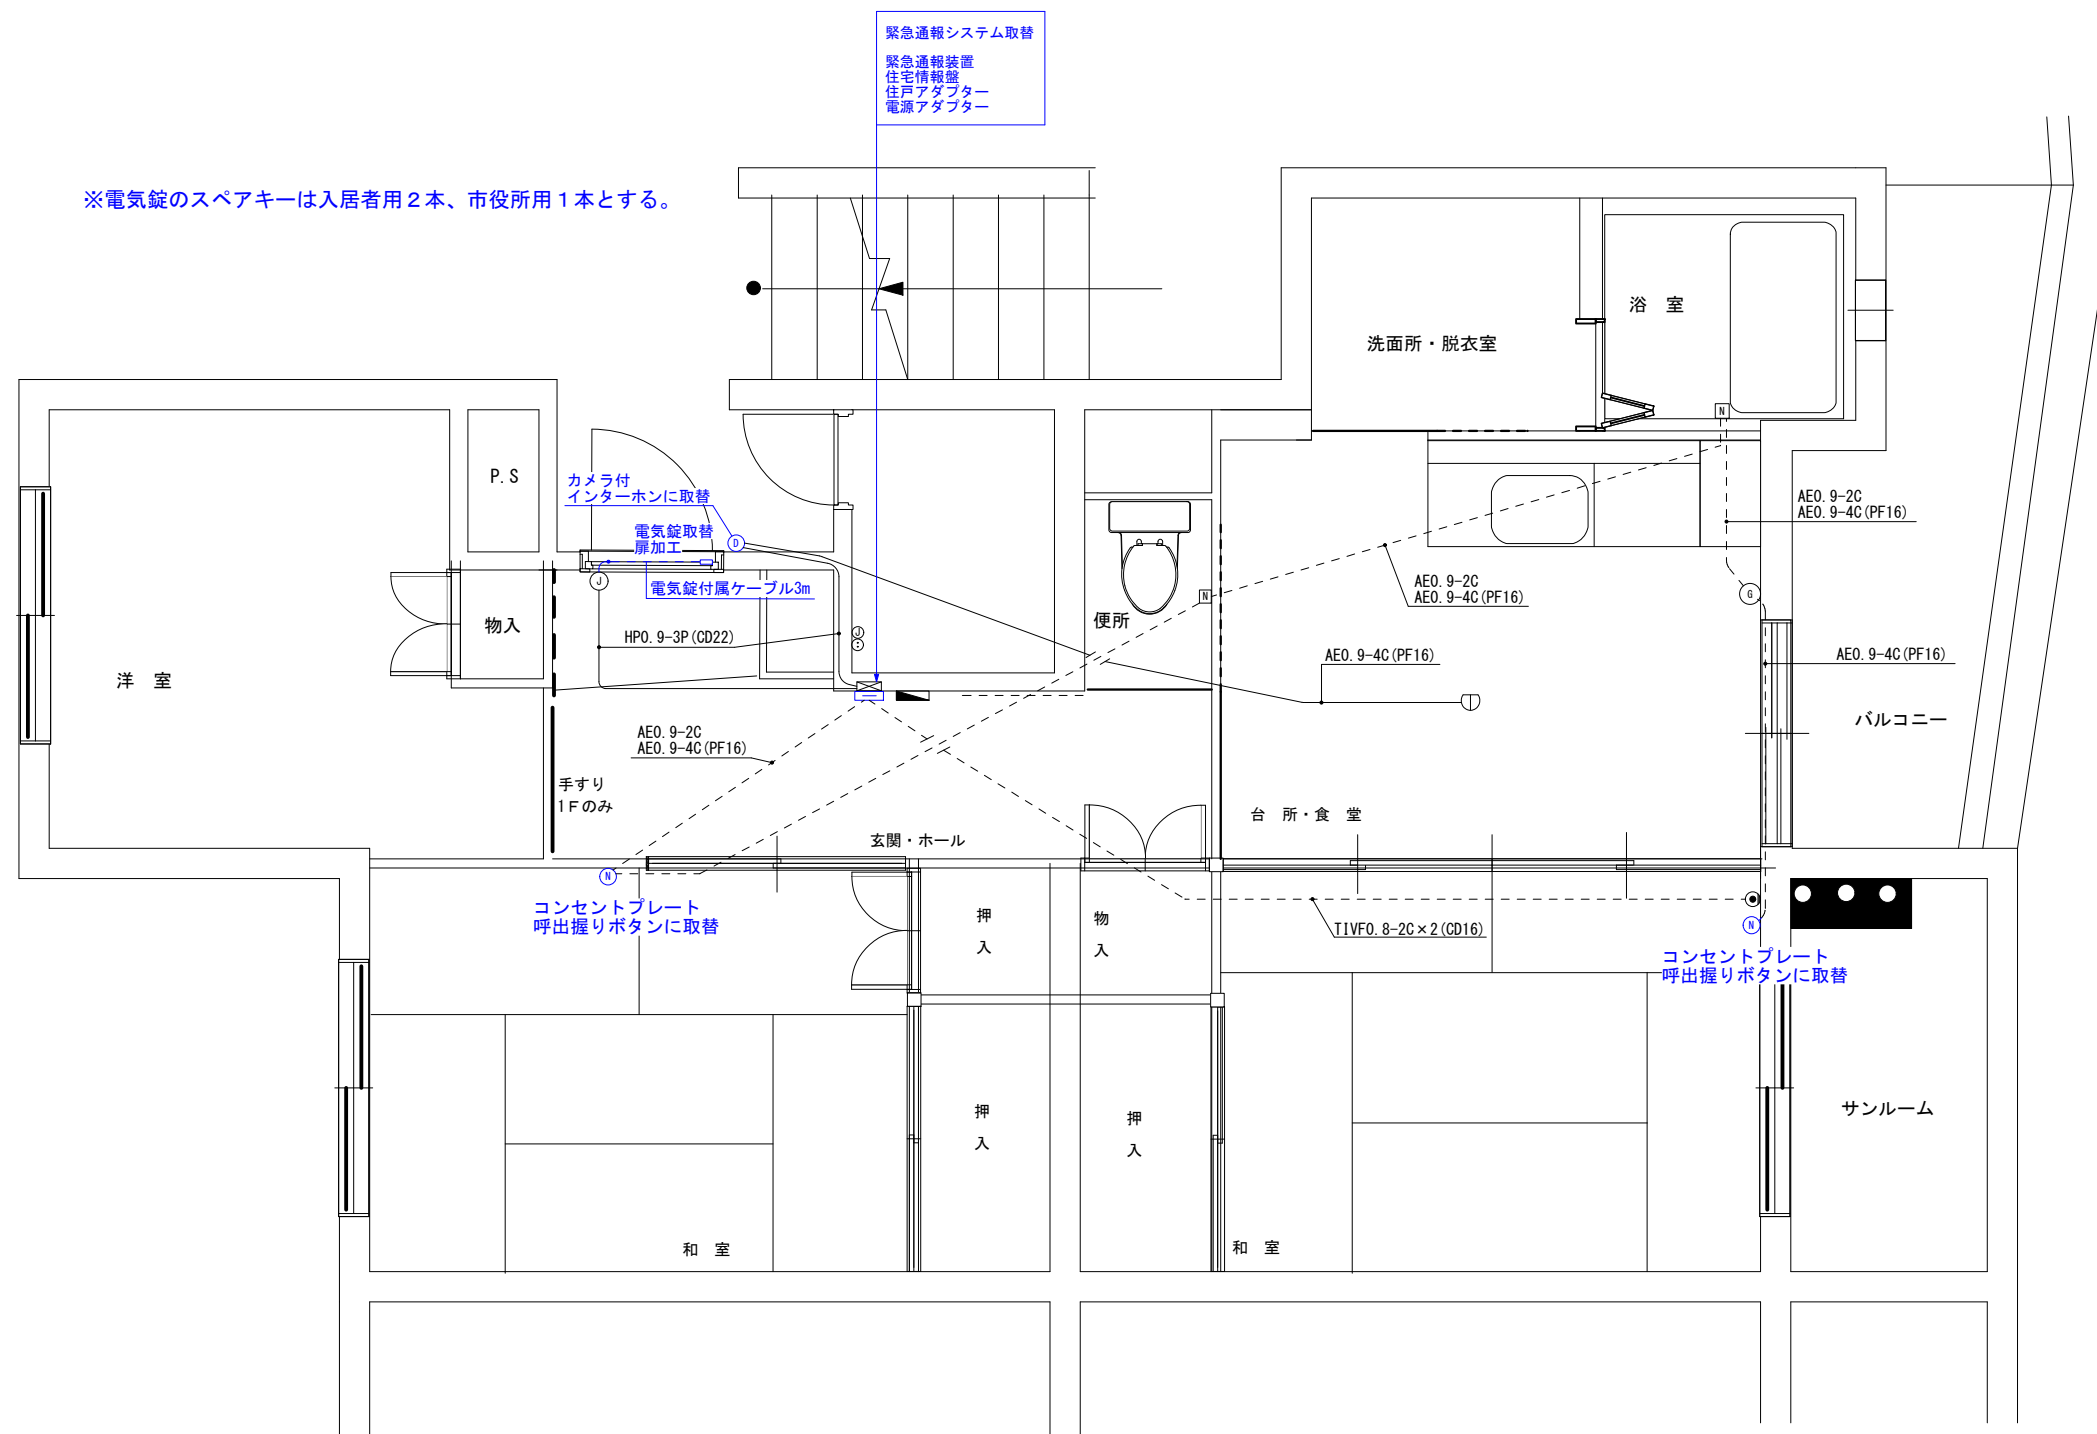 緊急通報システム取替
緊急通報装置
住宅情報盤
住戸アダプター
電源アダプター
※電気錠のスペアキーは入居者用２本、市役所用１本とする。
浴　室
洗面所・脱衣室
N
P.S
カメラ付
インターホンに取替
電気錠取替
扉加工
D
J
電気錠付属ケーブル3m
AE0.9-2C
AE0.9-4C(PF16)
AE0.9-2C
AE0.9-4C(PF16)
G
N
便所
物入
HP0.9-3P(CD22)
J
AE0.9-4C(PF16)
AE0.9-4C(PF16)
洋　室
バルコニー
AE0.9-2C
AE0.9-4C(PF16)
手すり
1Fのみ
玄関・ホール
台　所・食　堂
N
コンセントプレート
呼出握りボタンに取替
押
入
物
入
TIVF0.8-2C×2(CD16)
N
コンセントプレート
呼出握りボタンに取替
押
入
押
入
サンルーム
和　室
和　室